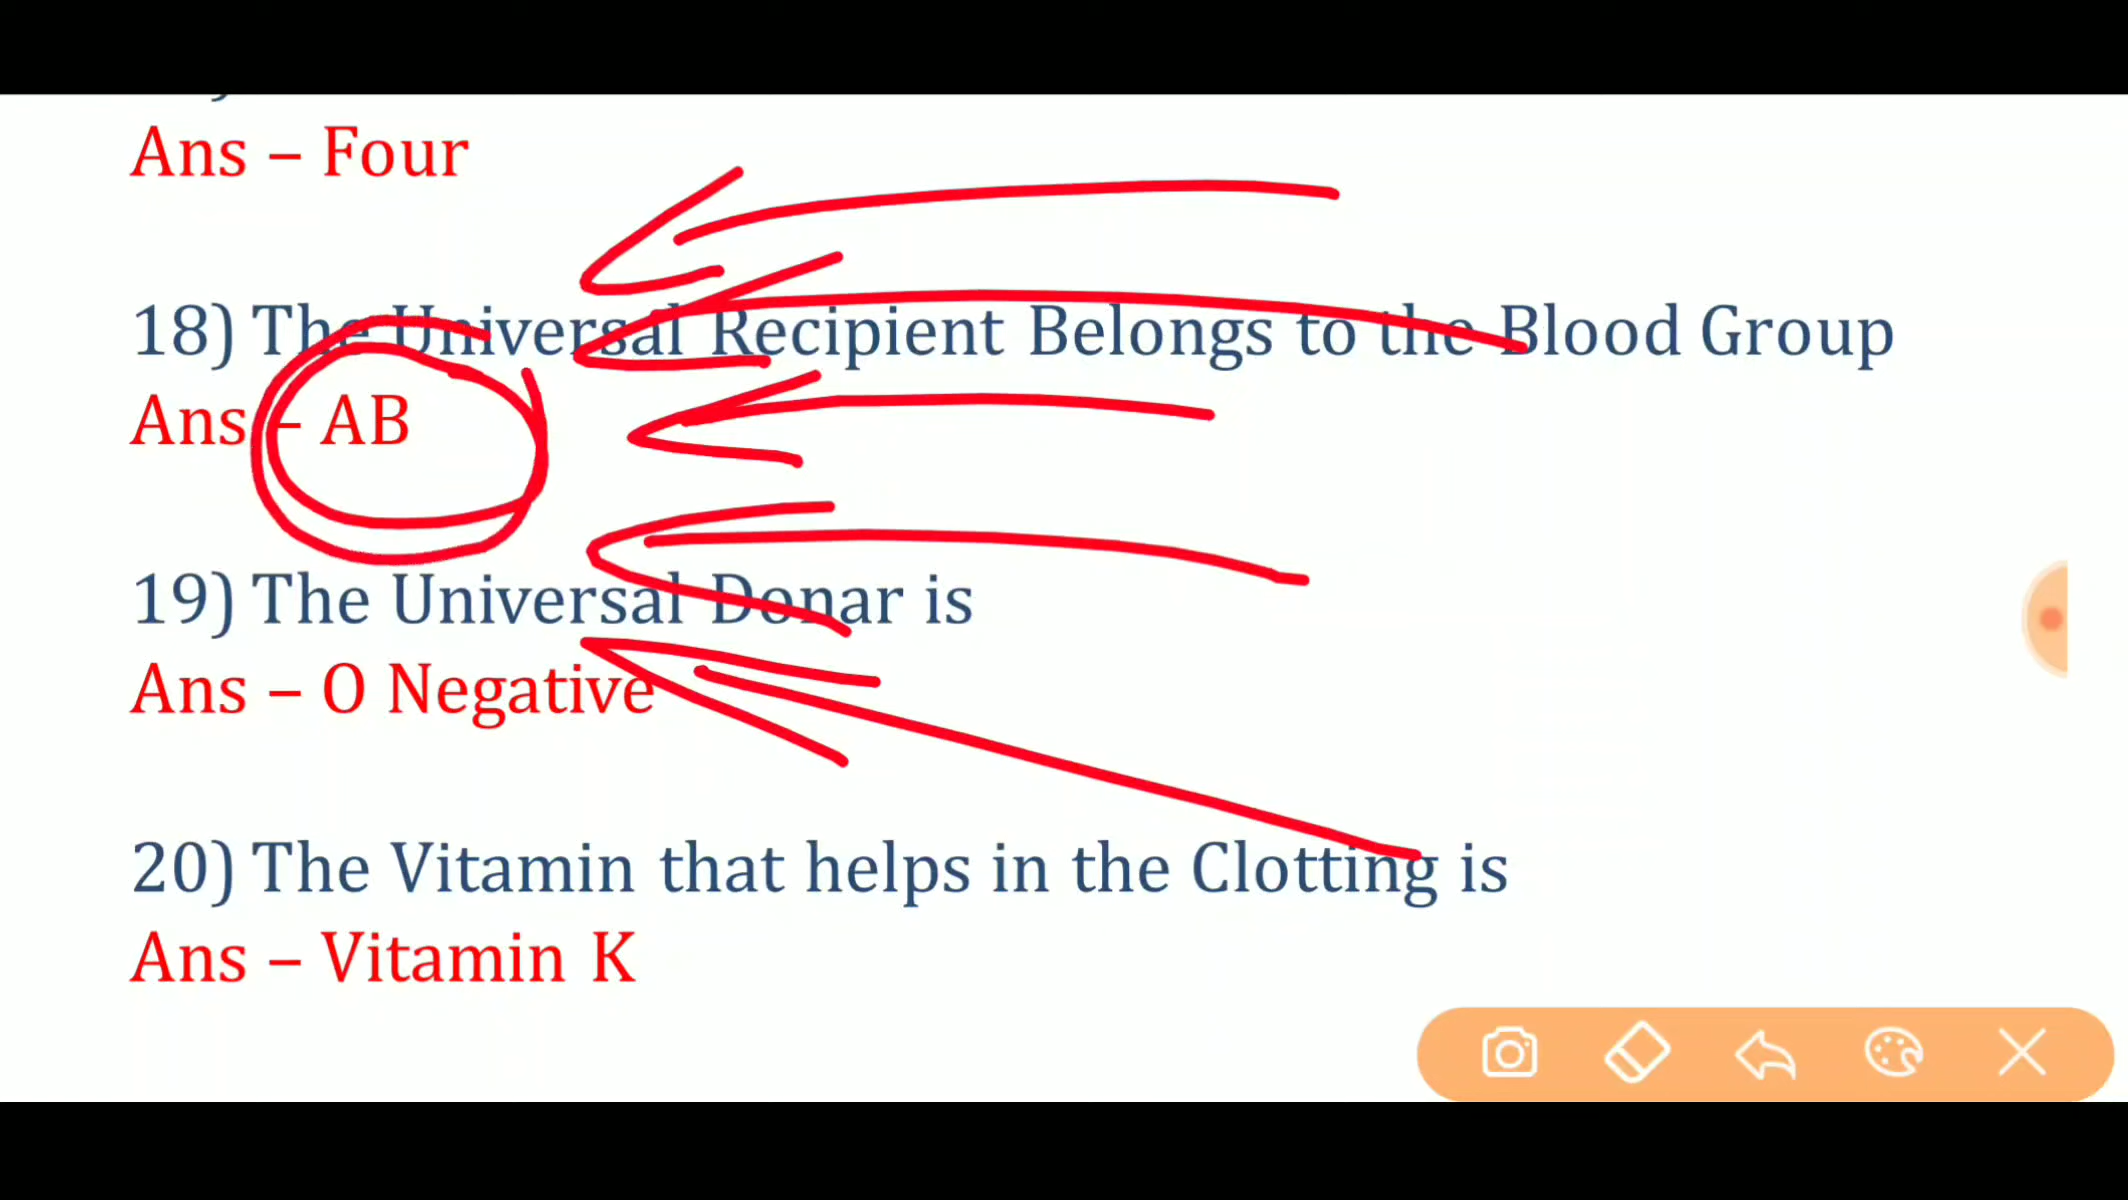 Ans – Four
18) The Universal Recipient Belongs to the Blood Group
Ans – AB
19) The Universal Donar is
Ans – O Negative
20) The Vitamin that helps in the Clotting is
Ans – Vitamin K